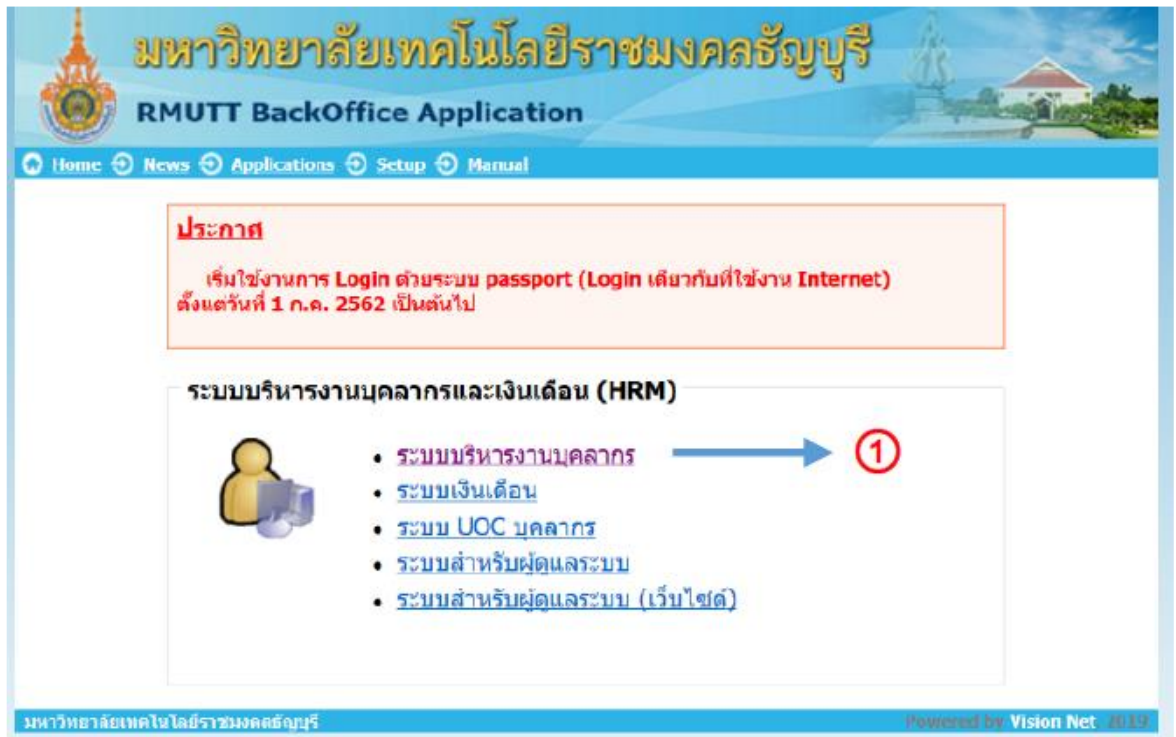 มหาวิทยาลัยเทคโนโลยีราชมงคลธัญบุรี
RMUTT BackOffice Application
Home News Applications Setup Manual
ประกาศ
เริ่มใช้งานการ Login ด้วยระบบ passport (Login เดียวกับที่ใช้งาน Internet)
ตั้งแต่วันที่ 1 ก.ค. 2562 เป็นต้นไป
ระบบบริหารงานบุคลากรและเงินเดือน (HRM)
• ระบบบริหารงานบุคลากร 1
• ระบบเงินเดือน
• ระบบ UOC บุคลากร
• ระบบสำหรับผู้ดูแลระบบ
• ระบบสำหรับผู้ดูแลระบบ (เว็บไซต์)
มหาวิทยาลัยเทคโนโลยีราชมงคลธัญบุรี Powered by Vision Net, 2019